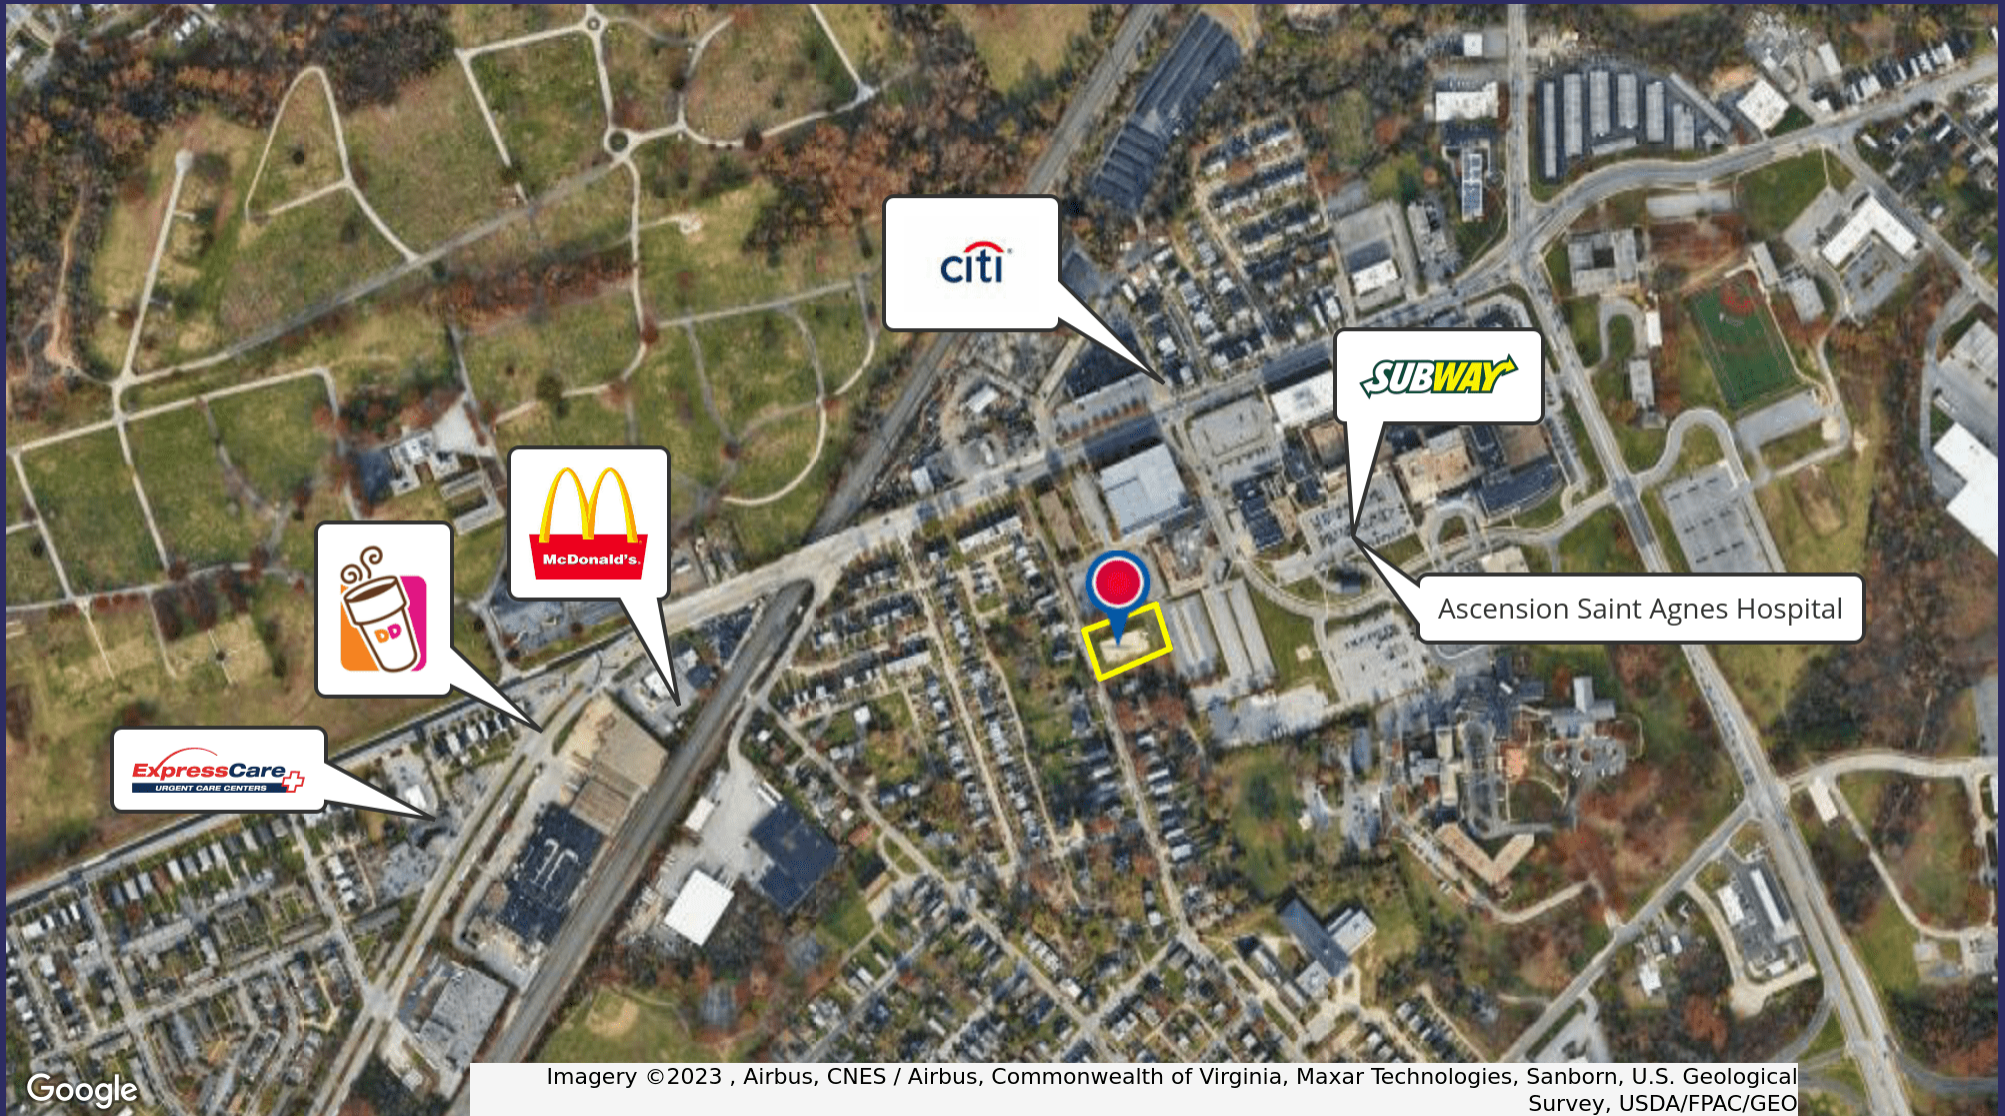 citi
SUBWAY
McDonald's
DD
Ascension Saint Agnes Hospital
ExpressCare
URGENT CARE CENTERS
Google
Imagery ©2023 , Airbus, CNES / Airbus, Commonwealth of Virginia, Maxar Technologies, Sanborn, U.S. Geological
Survey, USDA/FPAC/GEO